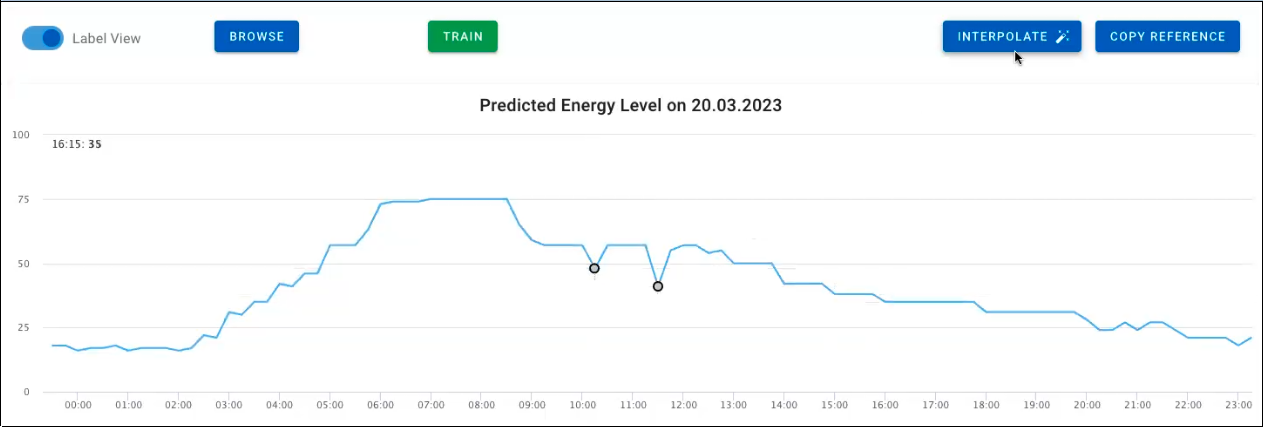 Label View BROWSE TRAIN INTERPOLATE COPY REFERENCE
Predicted Energy Level on 20.03.2023
100
16:15: 35
75
50
25
0
00:00 01:00 02:00 03:00 04:00 05:00 06:00 07:00 08:00 09:00 10:00 11:00 12:00 13:00 14:00 15:00 16:00 17:00 18:00 19:00 20:00 21:00 22:00 23:00